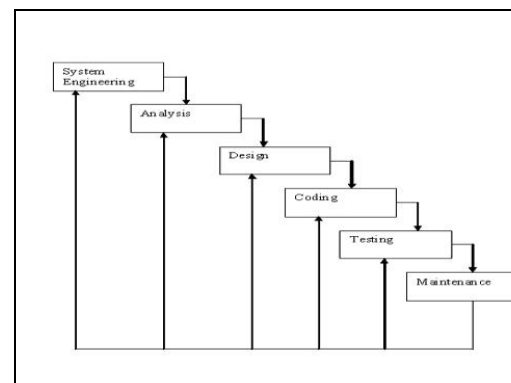 System
Engineering
Analysis
Design
Coding
Testing
Maintenance